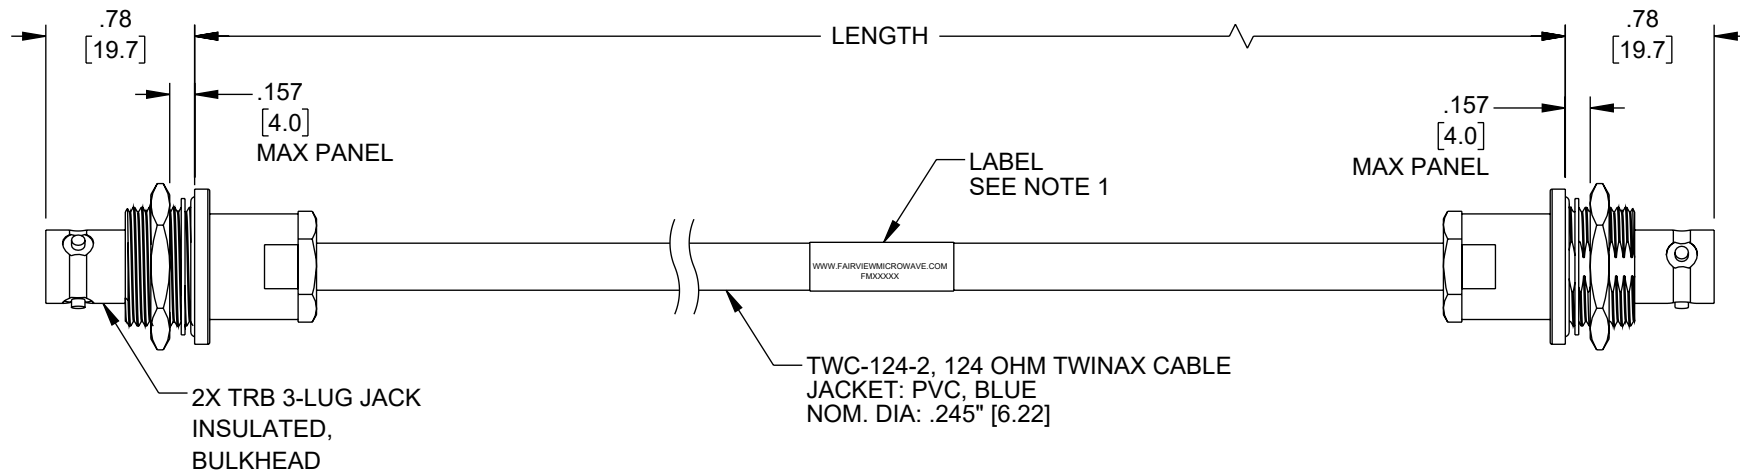 .78
[19.7]
LENGTH
.78
[19.7]
.157
[4.0]
MAX PANEL
.157
[4.0]
MAX PANEL
LABEL
SEE NOTE 1
WWW.FAIRVIEWMICROWAVE.COM
FMXXXXX
TWC-124-2, 124 OHM TWINAX CABLE
JACKET: PVC, BLUE
NOM. DIA: .245" [6.22]
2X TRB 3-LUG JACK
INSULATED,
BULKHEAD